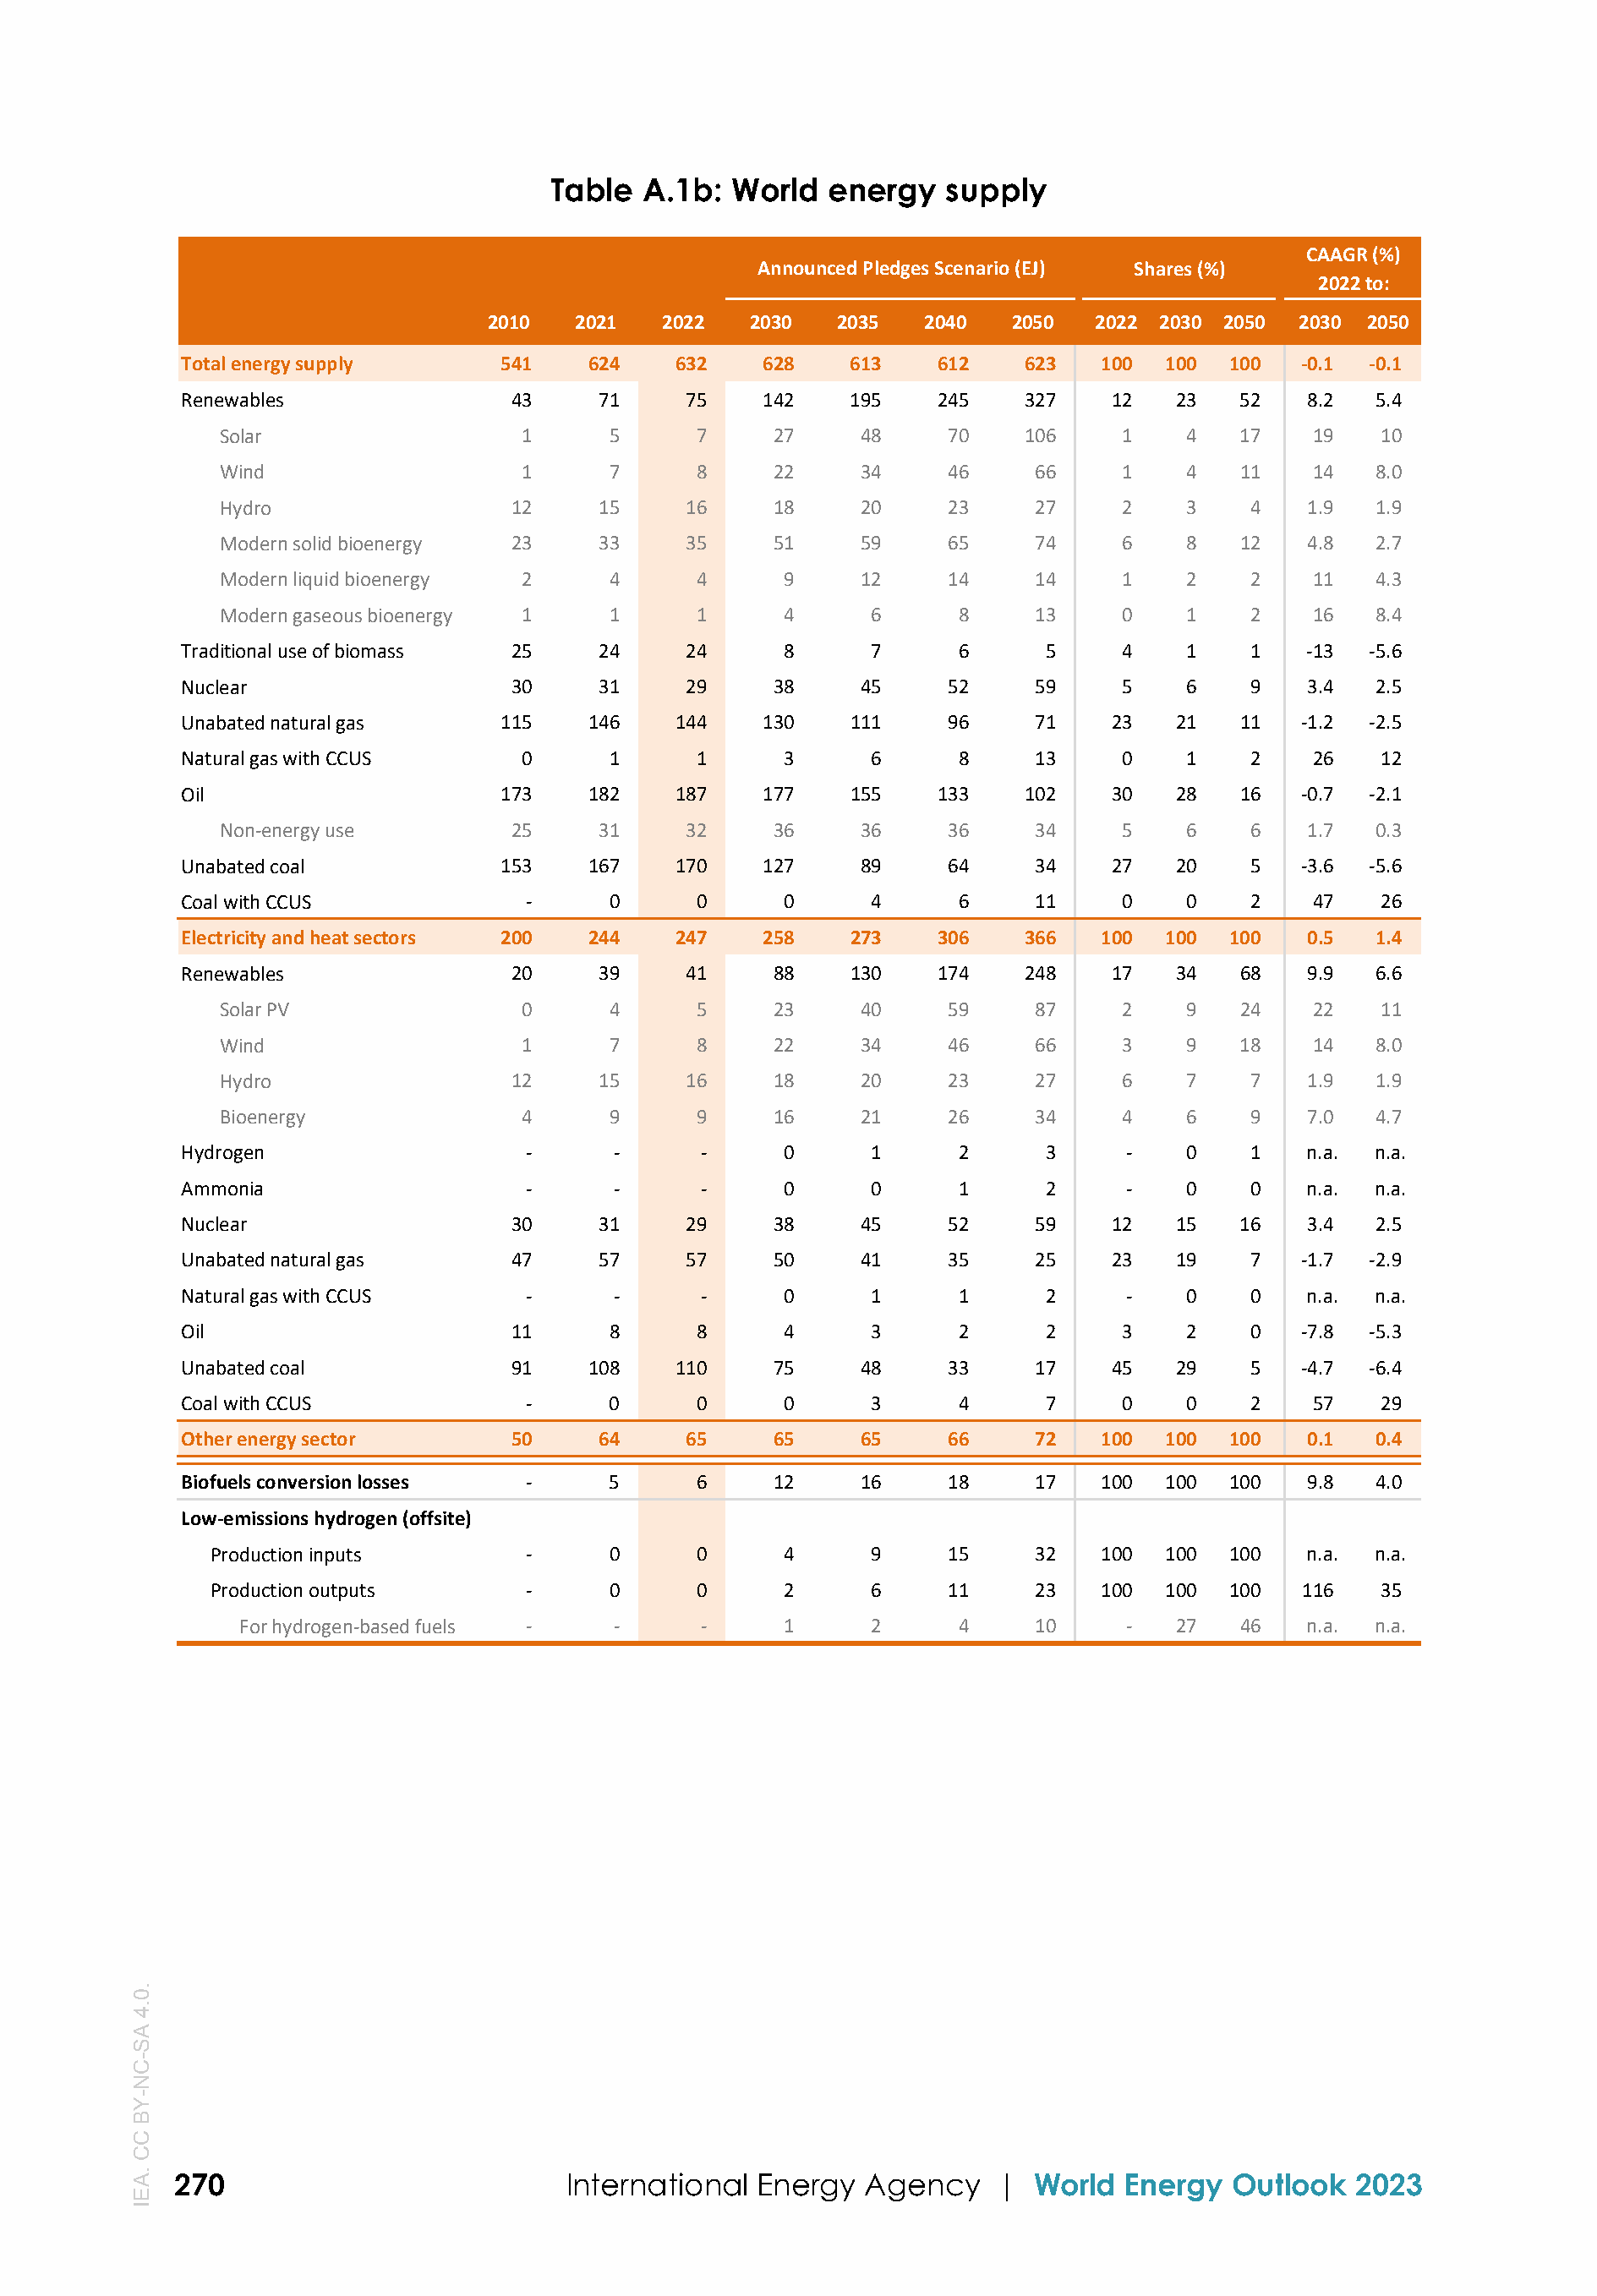 Table A.1b: World energy supply
Announced Pledges Scenario (EJ) Shares (%) CAAGR (%)
2022 to:
2010 2021 2022 2030 2035 2040 2050 2022 2030 2050 2030 2050
Total energy supply 541 624 632 628 613 612 623 100 100 100 -0.1 -0.1
Renewables 43 71 75 142 195 245 327 12 23 52 8.2 5.4
Solar 1 5 7 27 48 70 106 1 4 17 19 10
Wind 1 7 8 22 34 46 66 1 4 11 14 8.0
Hydro 12 15 16 18 20 23 27 2 3 4 1.9 1.9
Modern solid bioenergy 23 33 35 51 59 65 74 6 8 12 4.8 2.7
Modern liquid bioenergy 2 4 4 9 12 14 14 1 2 2 11 4.3
Modern gaseous bioenergy 1 1 1 4 6 8 13 0 1 2 16 8.4
Traditional use of biomass 25 24 24 8 7 6 5 4 1 1 -13 -5.6
Nuclear 30 31 29 38 45 52 59 5 6 9 3.4 2.5
Unabated natural gas 115 146 144 130 111 96 71 23 21 11 -1.2 -2.5
Natural gas with CCUS 0 1 1 3 6 8 13 0 1 2 26 12
Oil 173 182 187 177 155 133 102 30 28 16 -0.7 -2.1
Non-energy use 25 31 32 36 36 36 34 5 6 6 1.7 0.3
Unabated coal 153 167 170 127 89 64 34 27 20 5 -3.6 -5.6
Coal with CCUS - 0 0 0 4 6 11 0 0 2 47 26
Electricity and heat sectors 200 244 247 258 273 306 366 100 100 100 0.5 1.4
Renewables 20 39 41 88 130 174 248 17 34 68 9.9 6.6
Solar PV 0 4 5 23 40 59 87 2 9 24 22 11
Wind 1 7 8 22 34 46 66 3 9 18 14 8.0
Hydro 12 15 16 18 20 23 27 6 7 7 1.9 1.9
Bioenergy 4 9 9 16 21 26 34 4 6 9 7.0 4.7
Hydrogen - - - 0 1 2 3 - 0 1 n.a. n.a.
Ammonia - - - 0 0 1 2 - 0 0 n.a. n.a.
Nuclear 30 31 29 38 45 52 59 12 15 16 3.4 2.5
Unabated natural gas 47 57 57 50 41 35 25 23 19 7 -1.7 -2.9
Natural gas with CCUS - - - 0 1 1 2 - 0 0 n.a. n.a.
Oil 11 8 8 4 3 2 2 3 2 0 -7.8 -5.3
Unabated coal 91 108 110 75 48 33 17 45 29 5 -4.7 -6.4
Coal with CCUS - 0 0 0 3 4 7 0 0 2 57 29
Other energy sector 50 64 65 65 65 66 72 100 100 100 0.1 0.4
Biofuels conversion losses - 5 6 12 16 18 17 100 100 100 9.8 4.0
Low-emissions hydrogen (offsite)
Production inputs - 0 0 4 9 15 32 100 100 100 n.a. n.a.
Production outputs - 0 0 2 6 11 23 100 100 100 116 35
For hydrogen-based fuels - - - 1 2 4 10 - 27 46 n.a. n.a.
IEA. CC BY-NC-SA 4.0.
270 International Energy Agency | World Energy Outlook 2023